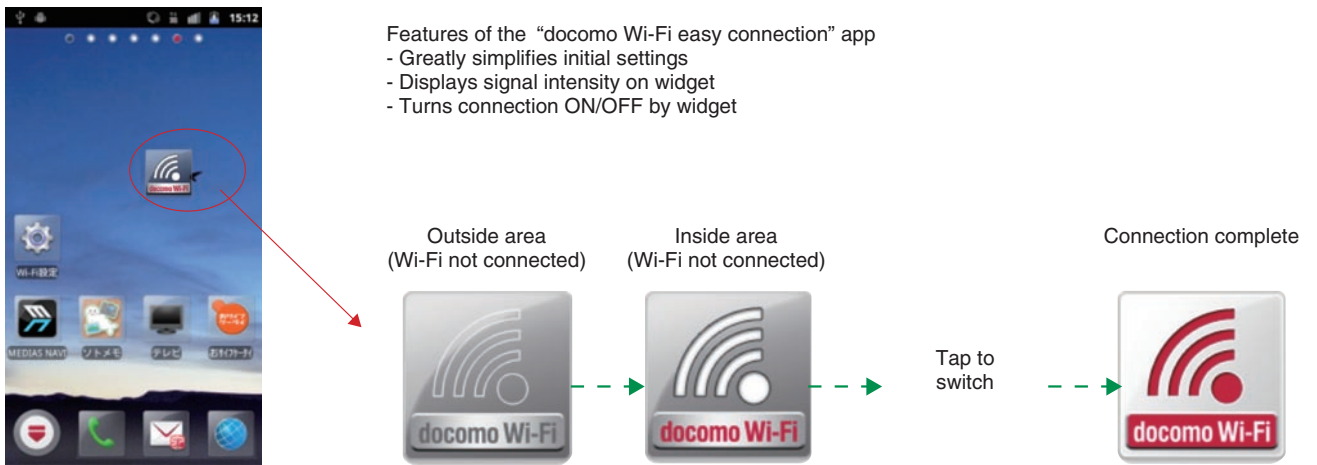 15:12
docomo Wi-Fi
Wi-Fi設定
MEDIAS NAVI
ソトメモ
テレビ
Features of the “docomo Wi-Fi easy connection” app
- Greatly simplifies initial settings
- Displays signal intensity on widget
- Turns connection ON/OFF by widget
Outside area
(Wi-Fi not connected)
Inside area
(Wi-Fi not connected)
Connection complete
docomo Wi-Fi
docomo Wi-Fi
Tap to
switch
docomo Wi-Fi